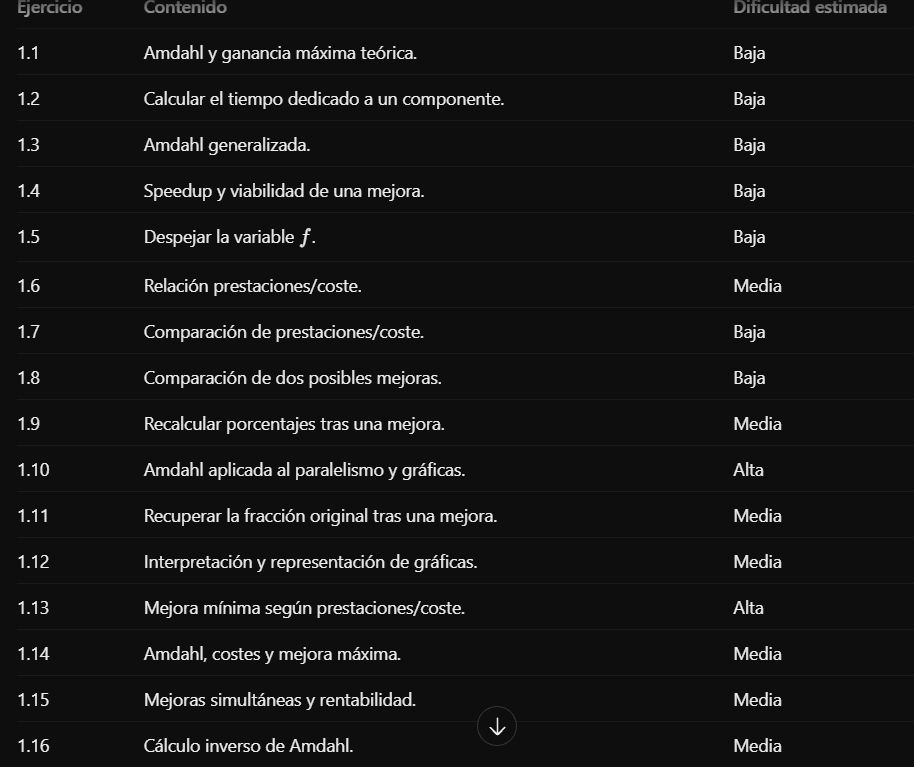 Ejercicio Contenido Dificultad estimada
1.1 Amdahl y ganancia máxima teórica. Baja
1.2 Calcular el tiempo dedicado a un componente. Baja
1.3 Amdahl generalizada. Baja
1.4 Speedup y viabilidad de una mejora. Baja
1.5 Despejar la variable f. Baja
1.6 Relación prestaciones/coste. Media
1.7 Comparación de prestaciones/coste. Baja
1.8 Comparación de dos posibles mejoras. Baja
1.9 Recalcular porcentajes tras una mejora. Media
1.10 Amdahl aplicada al paralelismo y gráficas. Alta
1.11 Recuperar la fracción original tras una mejora. Media
1.12 Interpretación y representación de gráficas. Media
1.13 Mejora mínima según prestaciones/coste. Alta
1.14 Amdahl, costes y mejora máxima. Media
1.15 Mejoras simultáneas y rentabilidad. Media
1.16 Cálculo inverso de Amdahl. Media